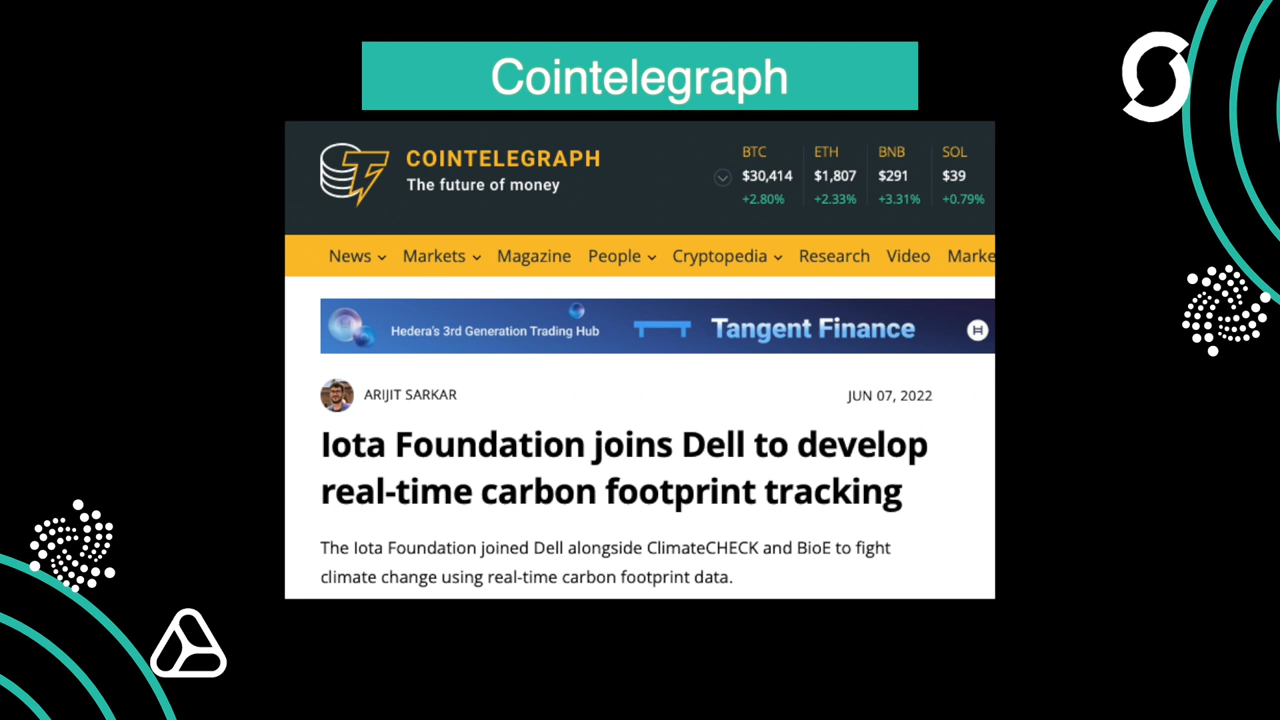 Cointelegraph
COINTELEGRAPH
The future of money
BTC ETH BNB SOL
$30,414 $1,807 $291 $39
+2.80% +2.33% +3.31% +0.79%
News Markets Magazine People Cryptopedia Research Video Marke
Hedera's 3rd Generation Trading Hub Tangent Finance
ARIJIT SARKAR JUN 07, 2022
Iota Foundation joins Dell to develop
real-time carbon footprint tracking
The Iota Foundation joined Dell alongside ClimateCHECK and BioE to fight
climate change using real-time carbon footprint data.